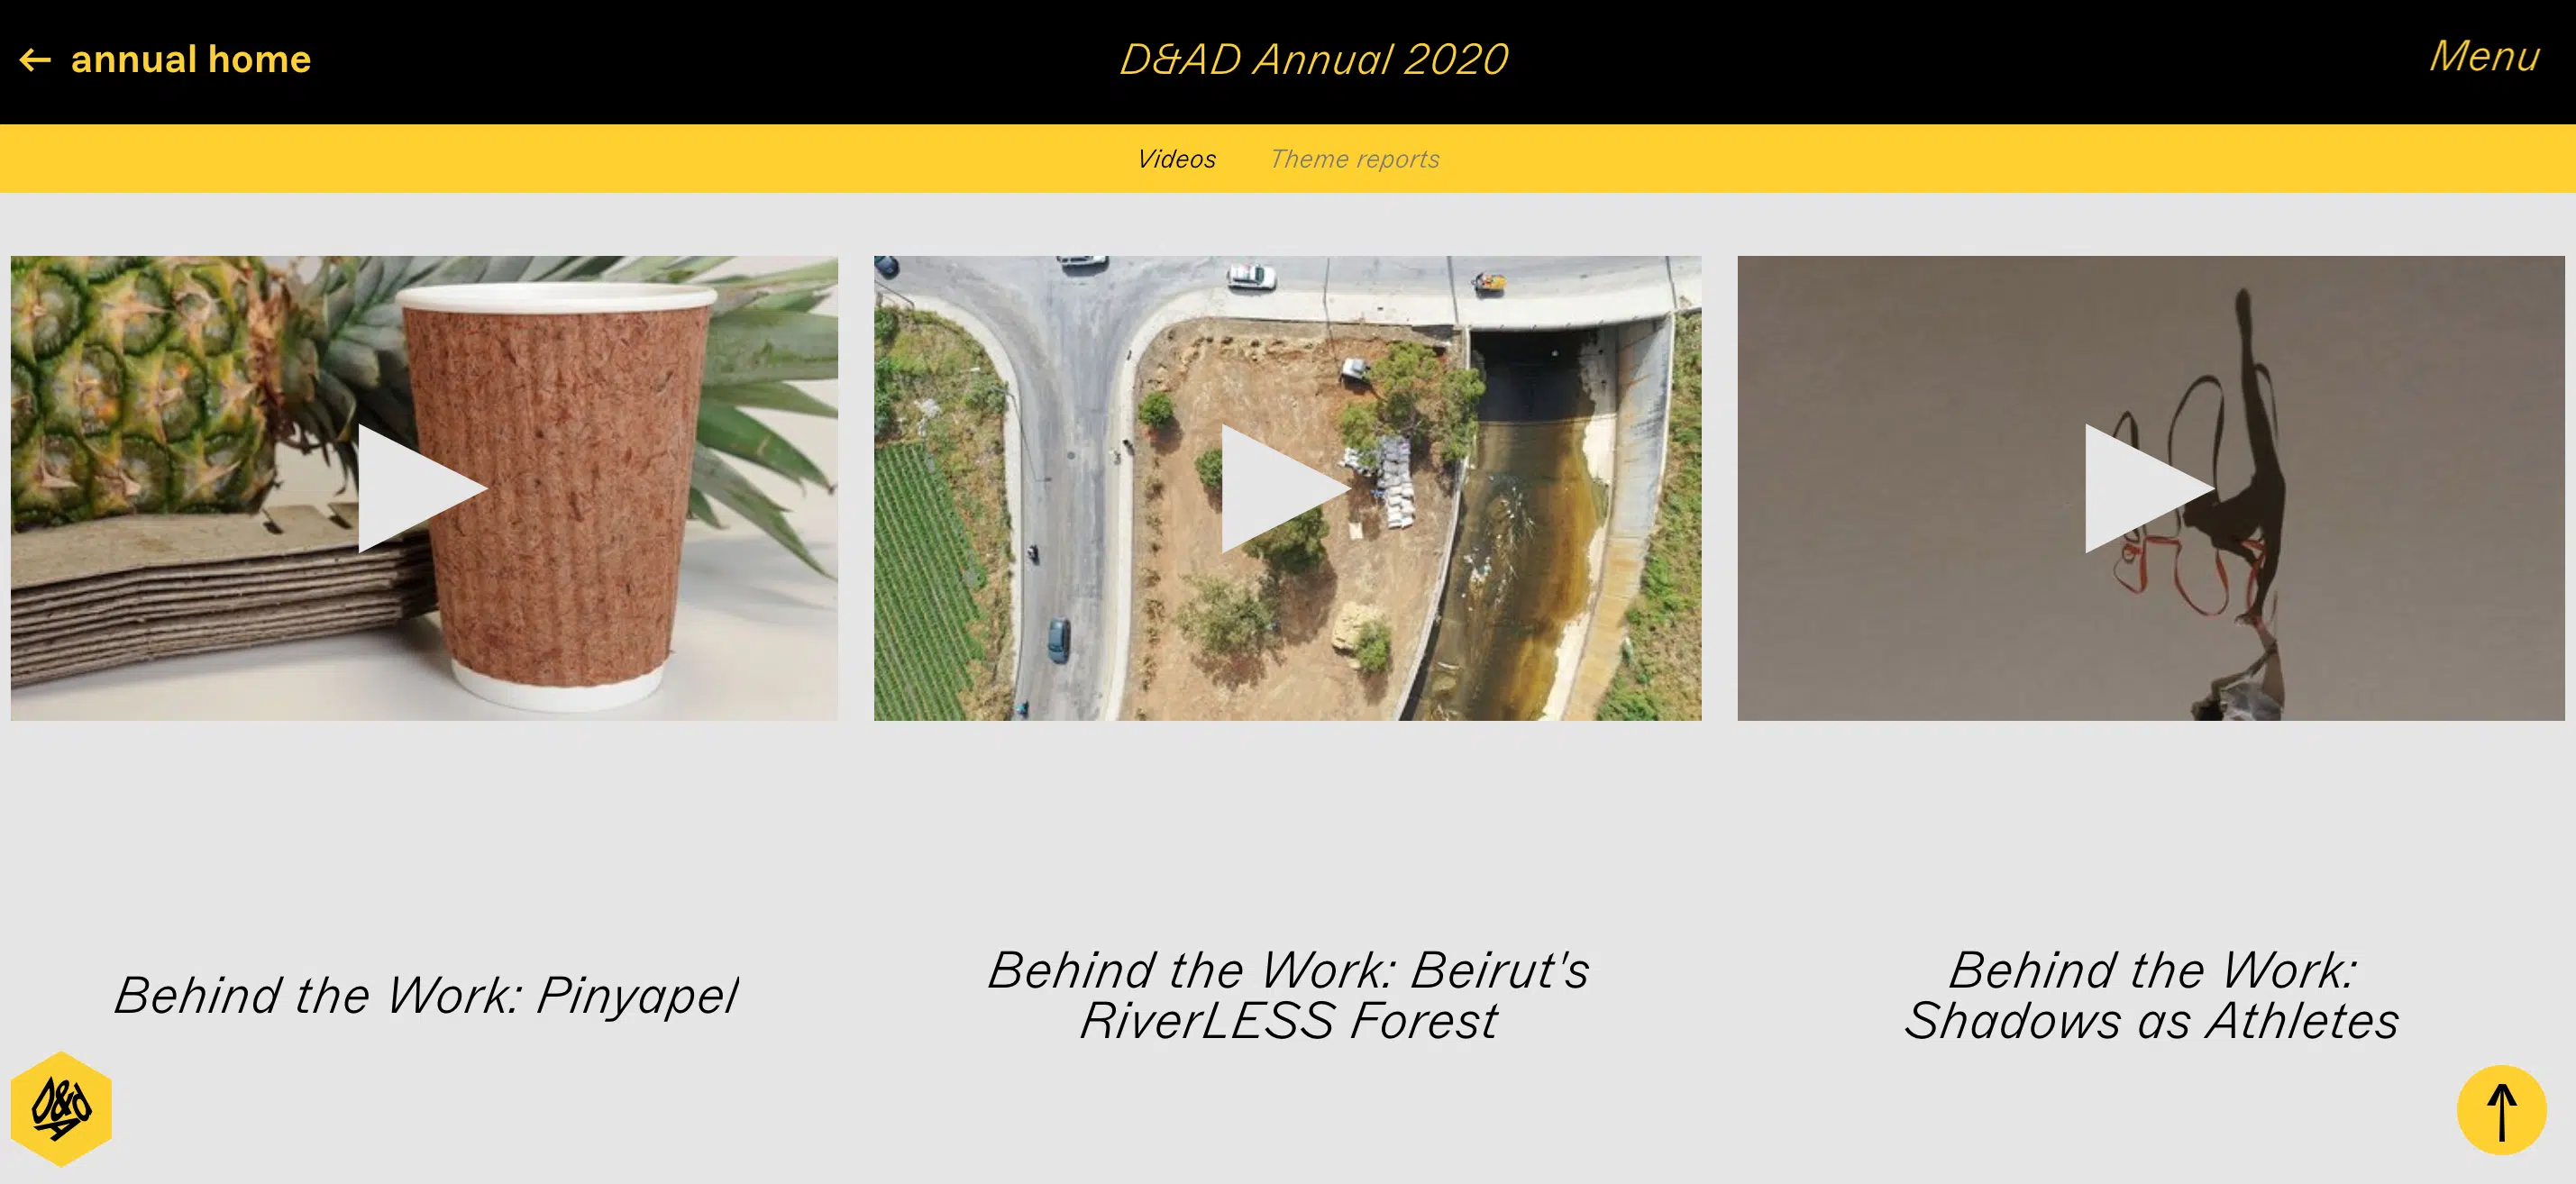 ← annual home
D&AD Annual 2020
Menu
Videos
Theme reports
Behind the Work: Pinyapel
Behind the Work: Beirut's
RiverLESS Forest
Behind the Work:
Shadows as Athletes
D&AD